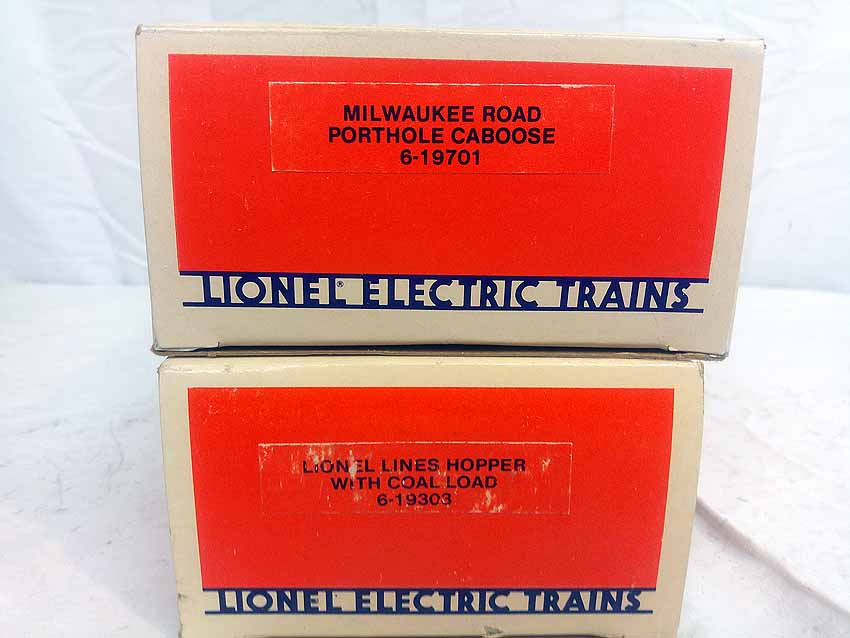 MILWAUKEE ROAD
PORTHOLE CABOOSE
6-19701
LIONEL® ELECTRIC TRAINS
LIONEL LINES HOPPER
WITH COAL LOAD
6-19303
LIONEL ELECTRIC TRAINS